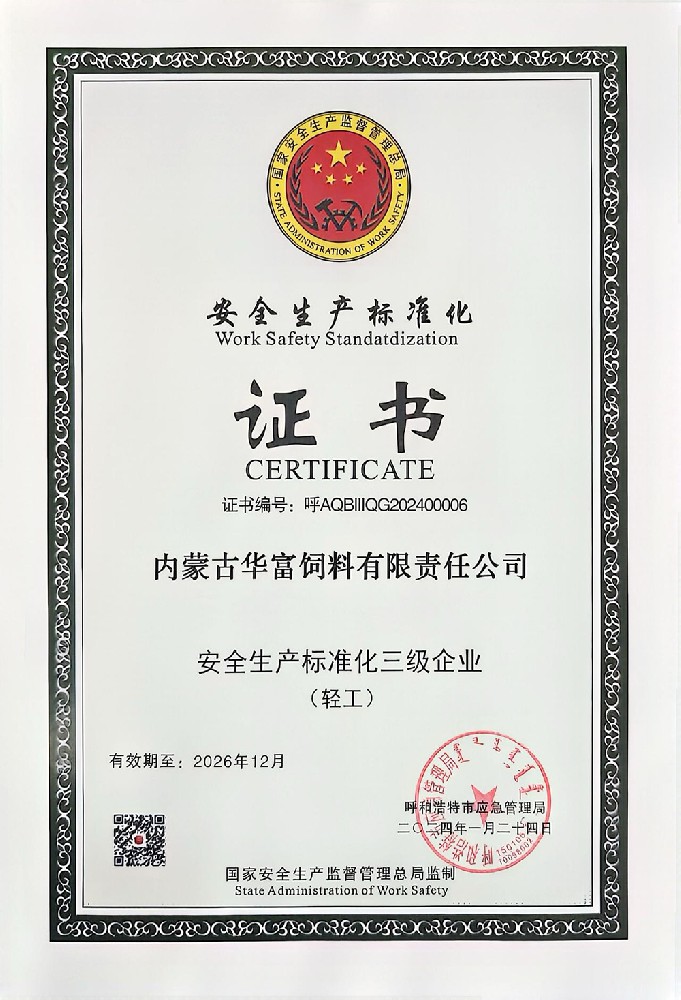 国家安全生产监督管理总局
STATE ADMINISTRATION OF WORK SAFETY
安全生产标准化
Work Safety Standatdization
证书
CERTIFICATE
证书编号：呼AQBIIIQG202400006
内蒙古华富饲料有限责任公司
安全生产标准化三级企业
（轻工）
有效期至：2026年12月
呼和浩特市应急管理局
二〇二四年一月二十四日
国家安全生产监督管理总局监制
State Administration of Work Safety